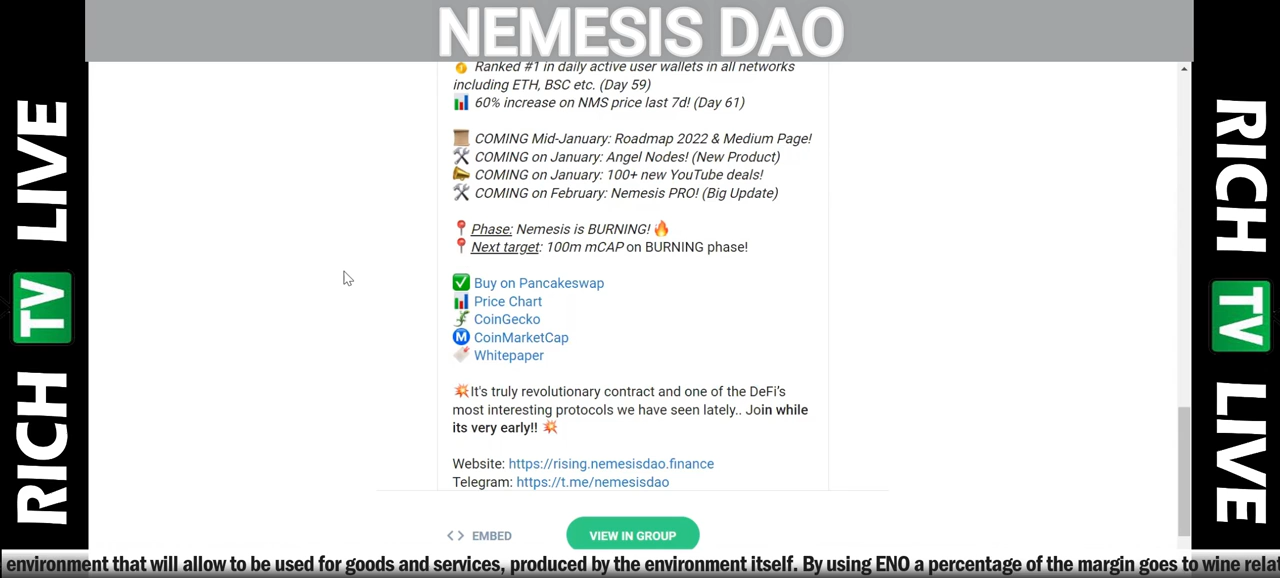 NEMESIS DAO
Ranked #1 in daily active user wallets in all networks
including ETH, BSC etc. (Day 59)
60% increase on NMS price last 7d! (Day 61)
COMING Mid-January: Roadmap 2022 & Medium Page!
COMING on January: Angel Nodes! (New Product)
COMING on January: 100+ new YouTube deals!
COMING on February: Nemesis PRO! (Big Update)
Phase: Nemesis is BURNING!
Next target: 100m mCAP on BURNING phase!
Buy on Pancakeswap
Price Chart
CoinGecko
CoinMarketCap
Whitepaper
It's truly revolutionary contract and one of the DeFi's
most interesting protocols we have seen lately.. Join while
its very early!!
Website: https://rising.nemesisdao.finance
Telegram: https://t.me/nemesisdao
<> EMBED
VIEW IN GROUP
RICH TV LIVE
RICH TV LIVE
environment that will allow to be used for goods and services, produced by the environment itself. By using ENO a percentage of the margin goes to wine rela